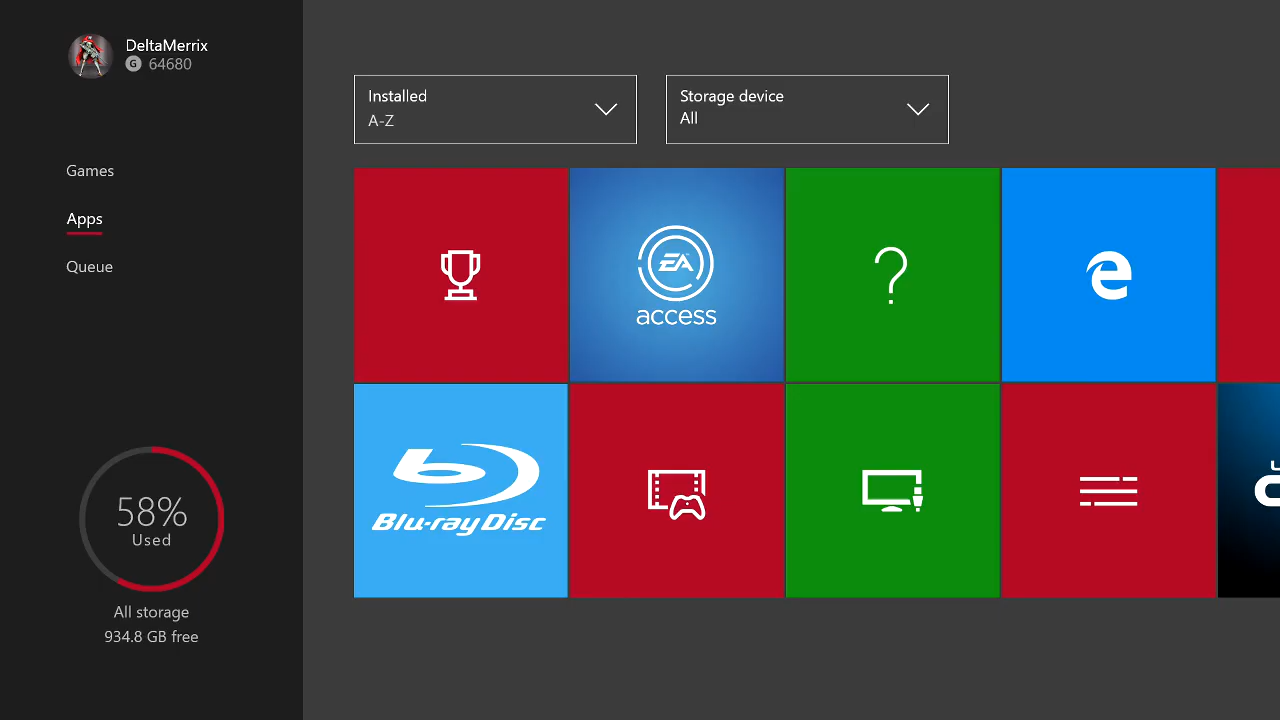 DeltaMerrix
G 64680
Games
Apps
Queue
58%
Used
All storage
934.8 GB free
Installed
A-Z
Storage device
All
EA
access
?
Blu-ray Disc